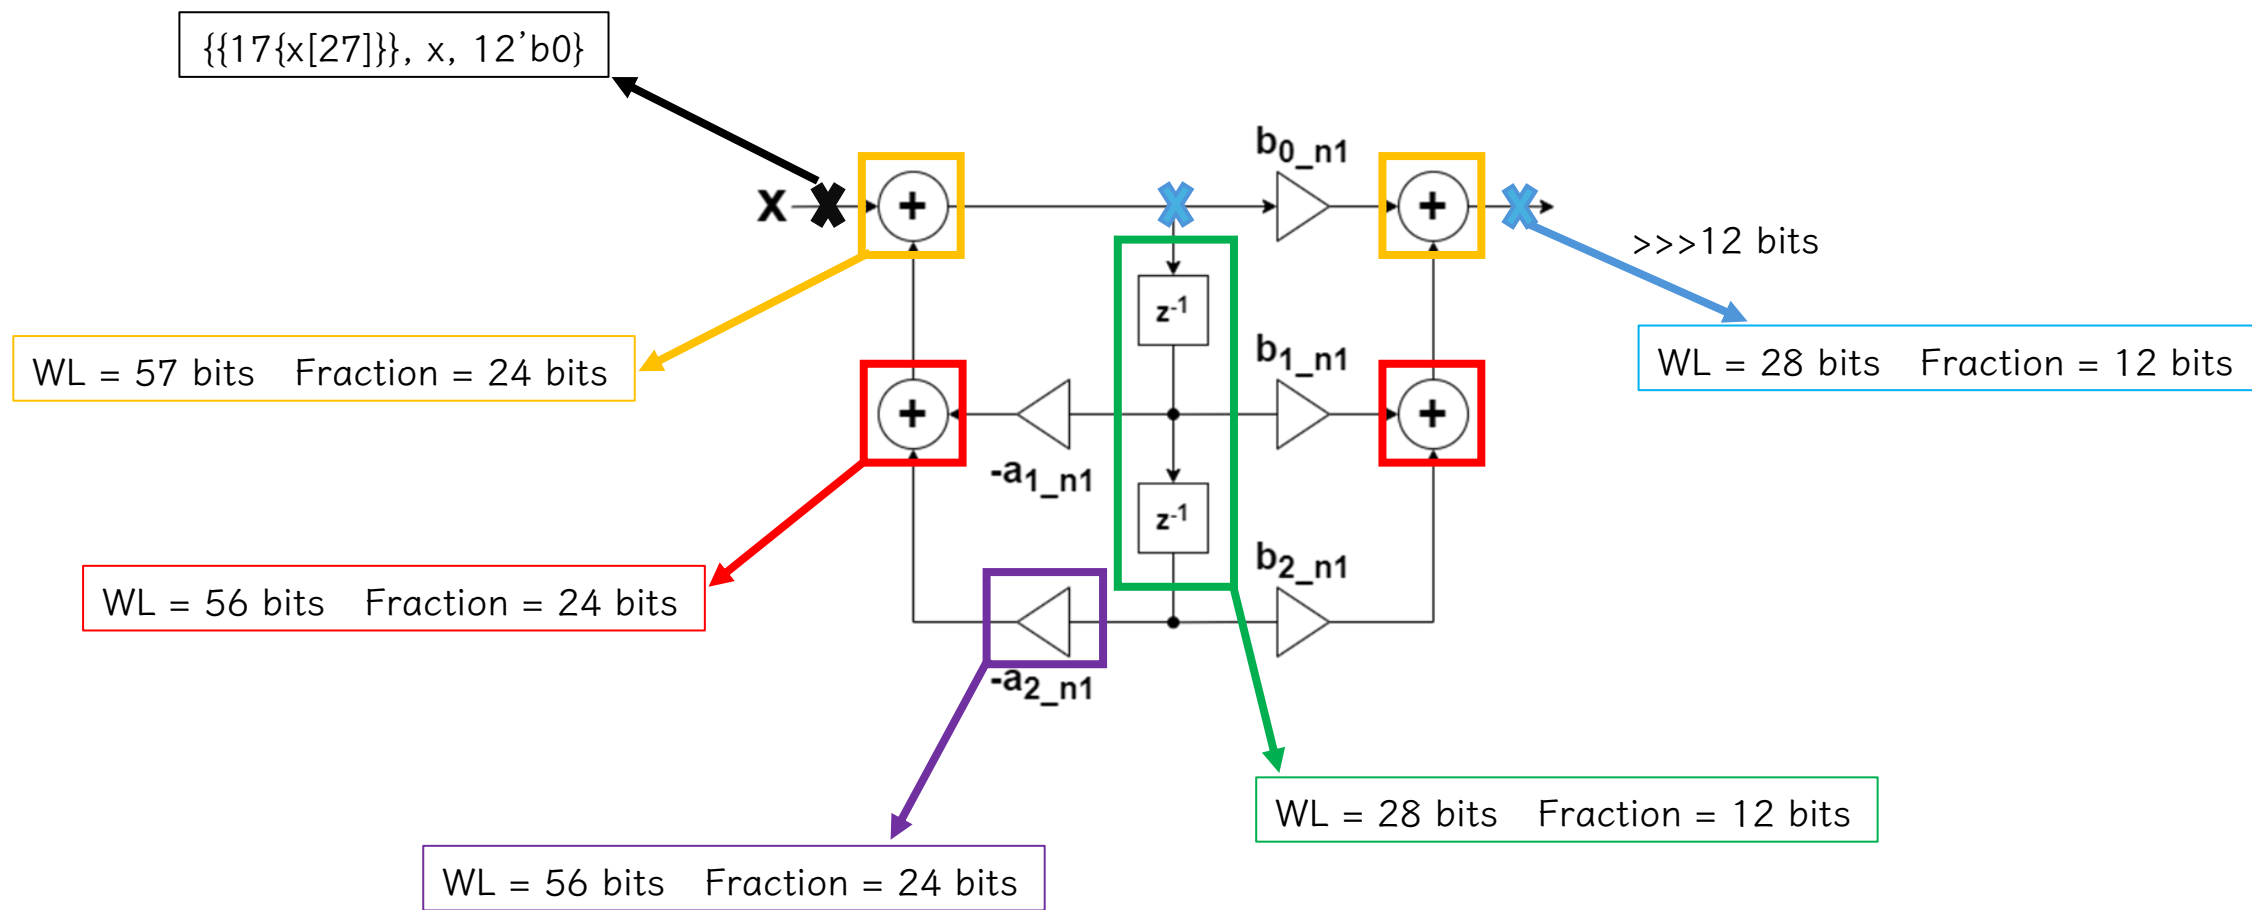 {{17{x[27]}}, x, 12'b0}
b0_n1
x
+
+
>>>12 bits
z-1
b1_n1
WL = 57 bits Fraction = 24 bits
WL = 28 bits Fraction = 12 bits
+
+
-a1_n1
z-1
b2_n1
WL = 56 bits Fraction = 24 bits
-a2_n1
WL = 28 bits Fraction = 12 bits
WL = 56 bits Fraction = 24 bits